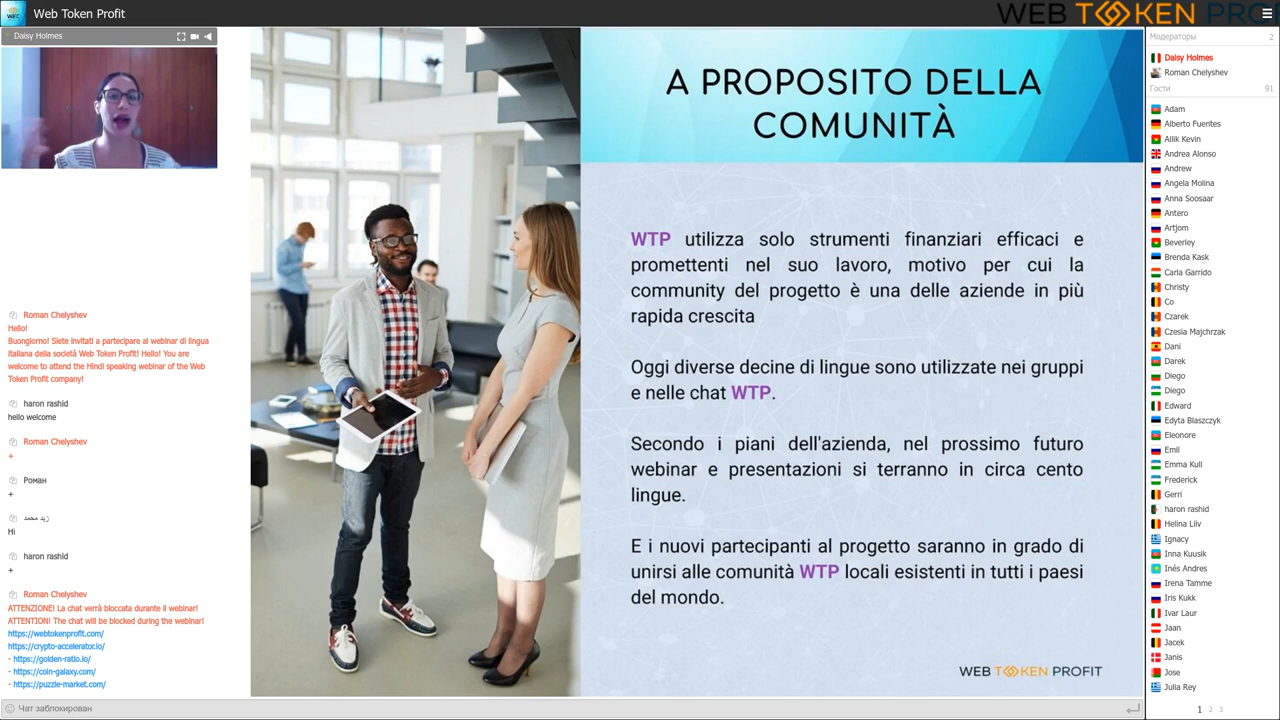 Web Token Profit
WEB TOKEN PRO
Daisy Holmes
Roman Chelyshev
Hello!
Buongiorno! Siete invitati a partecipare al webinar di lingua
italiana della società Web Token Profit! Hello! You are
welcome to attend the Hindi speaking webinar of the Web
Token Profit company!
haron rashid
hello welcome
Roman Chelyshev
+
Роман
+
زيد محمد
Hi
haron rashid
+
Roman Chelyshev
ATTENZIONE! La chat verrà bloccata durante il webinar!
ATTENTION! The chat will be blocked during the webinar!
https://webtokenprofit.com/
https://crypto-accelerator.io/
- https://golden-ratio.io/
- https://coin-galaxy.com/
- https://puzzle-market.com/
Чат заблокирован
A PROPOSITO DELLA
COMUNITÀ
WTP utilizza solo strumenti finanziari efficaci e
promettenti nel suo lavoro, motivo per cui la
community del progetto è una delle aziende in più
rapida crescita
Oggi diverse decine di lingue sono utilizzate nei gruppi
e nelle chat WTP.
Secondo i piani dell'azienda, nel prossimo futuro
webinar e presentazioni si terranno in circa cento
lingue.
E i nuovi partecipanti al progetto saranno in grado di
unirsi alle comunità WTP locali esistenti in tutti i paesi
del mondo.
WEB TOKEN PROFIT
Модераторы 2
Daisy Holmes
Roman Chelyshev
Гости 91
Adam
Alberto Fuentes
Allik Kevin
Andrea Alonso
Andrew
Angela Molina
Anna Soosaar
Antero
Artjom
Beverley
Brenda Kask
Carla Garrido
Christy
Co
Czarek
Czesia Majchrzak
Dani
Darek
Diego
Diego
Edward
Edyta Blaszczyk
Eleonore
Emil
Emma Kull
Frederick
Gerri
haron rashid
Helina Liiv
Ignacy
Inna Kuusik
Inés Andres
Irena Tamme
Iris Kukk
Ivar Laur
Jaan
Jacek
Janis
Jose
Julia Rey
1 2 3